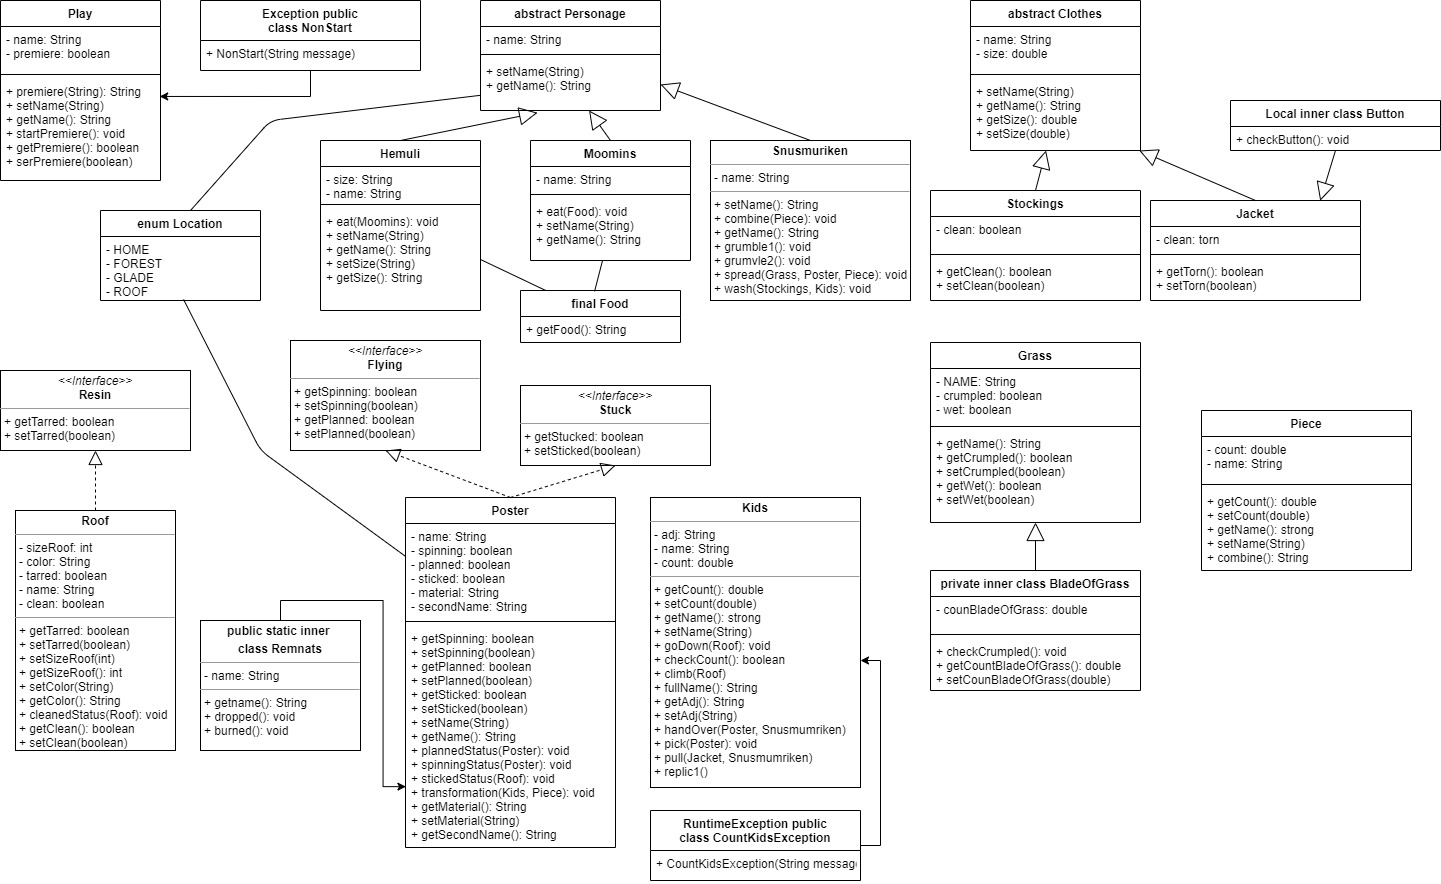 Play
- name: String
- premiere: boolean
+ premiere(String): String
+ setName(String)
+ getName(): String
+ startPremiere(): void
+ getPremiere(): boolean
+ serPremiere(boolean)
Exception public
class NonStart
+ NonStart(String message)
abstract Personage
- name: String
+ setName(String)
+ getName(): String
abstract Clothes
- name: String
- size: double
+ setName(String)
+ getName(): String
+ getSize(): double
+ setSize(double)
Local inner class Button
+ checkButton(): void
enum Location
- HOME
- FOREST
- GLADE
- ROOF
Hemuli
- size: String
- name: String
+ eat(Moomins): void
+ setName(String)
+ getName(): String
+ setSize(String)
+ getSize(): String
Moomins
- name: String
+ eat(Food): void
+ setName(String)
+ getName(): String
Snusmuriken
- name: String
+ setName(): String
+ combine(Piece): void
+ getName(): String
+ grumble1(): void
+ grumvle2(): void
+ spread(Grass, Poster, Piece): void
+ wash(Stockings, Kids): void
Stockings
- clean: boolean
+ getClean(): boolean
+ setClean(boolean)
Jacket
- clean: torn
+ getTorn(): boolean
+ setTorn(boolean)
final Food
+ getFood(): String
<<Interface>>
Resin
+ getTarred: boolean
+ setTarred(boolean)
<<Interface>>
Flying
+ getSpinning: boolean
+ setSpinning(boolean)
+ getPlanned: boolean
+ setPlanned(boolean)
<<Interface>>
Stuck
+ getStucked: boolean
+ setSticked(boolean)
Grass
- NAME: String
- crumpled: boolean
- wet: boolean
+ getName(): String
+ getCrumpled(): boolean
+ setCrumpled(boolean)
+ getWet(): boolean
+ setWet(boolean)
Piece
- count: double
- name: String
+ getCount(): double
+ setCount(double)
+ getName(): strong
+ setName(String)
+ combine(): String
Roof
- sizeRoof: int
- color: String
- tarred: boolean
- name: String
- clean: boolean
+ getTarred: boolean
+ setTarred(boolean)
+ setSizeRoof(int)
+ getSizeRoof(): int
+ setColor(String)
+ getColor(): String
+ cleanedStatus(Roof): void
+ getClean(): boolean
+ setClean(boolean)
public static inner
class Remnats
- name: String
+ getname(): String
+ dropped(): void
+ burned(): void
Poster
- name: String
- spinning: boolean
- planned: boolean
- sticked: boolean
- material: String
- secondName: String
+ getSpinning: boolean
+ setSpinning(boolean)
+ getPlanned: boolean
+ setPlanned(boolean)
+ getSticked: boolean
+ setSticked(boolean)
+ setName(String)
+ getName(): String
+ plannedStatus(Poster): void
+ spinningStatus(Poster): void
+ stickedStatus(Roof): void
+ transformation(Kids, Piece): void
+ getMaterial(): String
+ setMaterial(String)
+ getSecondName(): String
Kids
- adj: String
- name: String
- count: double
+ getCount(): double
+ setCount(double)
+ getName(): strong
+ setName(String)
+ goDown(Roof): void
+ checkCount(): boolean
+ climb(Roof)
+ fullName(): String
+ getAdj(): String
+ setAdj(String)
+ handOver(Poster, Snusmumriken)
+ pick(Poster): void
+ pull(Jacket, Snusmumriken)
+ replic1()
private inner class BladeOfGrass
- counBladeOfGrass: double
+ checkCrumpled(): void
+ getCountBladeOfGrass(): double
+ setCounBladeOfGrass(double)
RuntimeException public
class CountKidsException
+ CountKidsException(String message